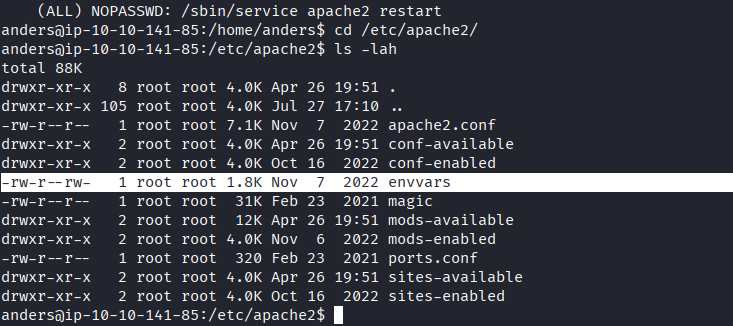 (ALL) NOPASSWD: /sbin/service apache2 restart
anders@ip-10-10-141-85:/home/anders$ cd /etc/apache2/
anders@ip-10-10-141-85:/etc/apache2$ ls -lah
total 88K
drwxr-xr-x   8 root root 4.0K Apr 26 19:51 .
drwxr-xr-x 105 root root 4.0K Jul 27 17:10 ..
-rw-r--r--   1 root root 7.1K Nov  7  2022 apache2.conf
drwxr-xr-x   2 root root 4.0K Apr 26 19:51 conf-available
drwxr-xr-x   2 root root 4.0K Oct 16  2022 conf-enabled
-rw-r--rw-   1 root root 1.8K Nov  7  2022 envvars
-rw-r--r--   1 root root  31K Feb 23  2021 magic
drwxr-xr-x   2 root root  12K Apr 26 19:51 mods-available
drwxr-xr-x   2 root root 4.0K Nov  6  2022 mods-enabled
-rw-r--r--   1 root root  320 Feb 23  2021 ports.conf
drwxr-xr-x   2 root root 4.0K Apr 26 19:51 sites-available
drwxr-xr-x   2 root root 4.0K Oct 16  2022 sites-enabled
anders@ip-10-10-141-85:/etc/apache2$